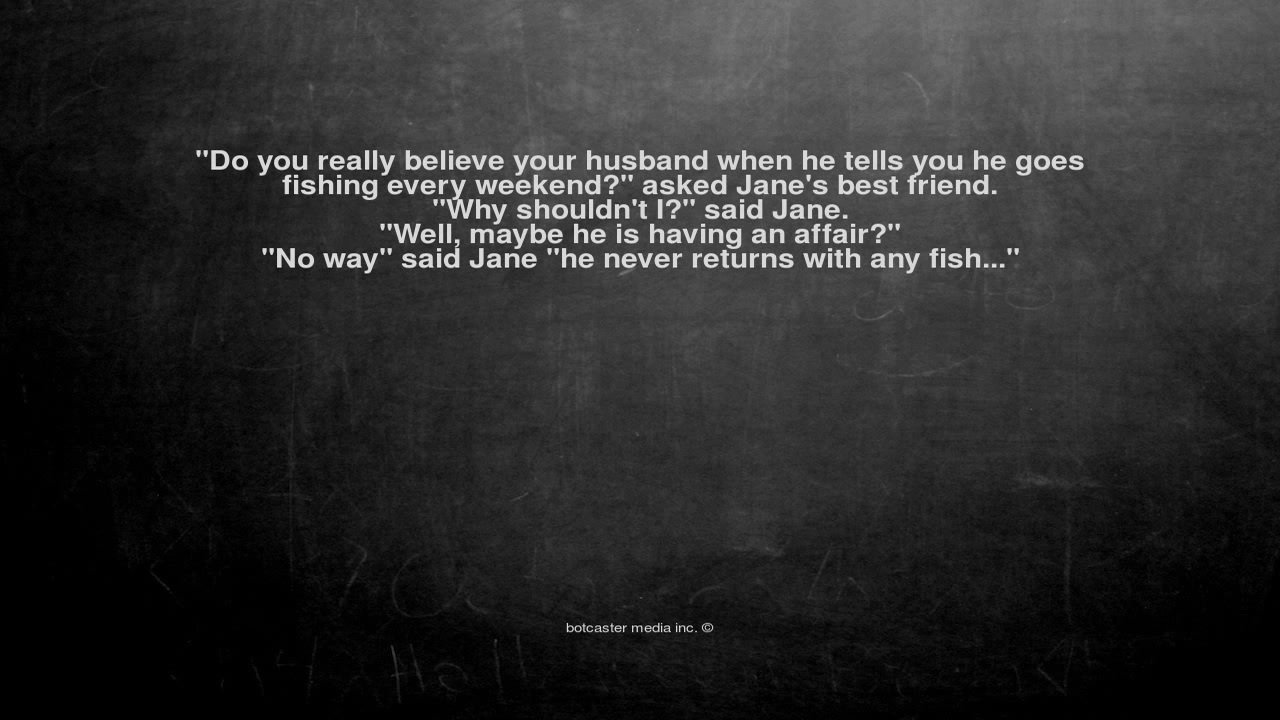 "Do you really believe your husband when he tells you he goes
fishing every weekend?" asked Jane's best friend.
"Why shouldn't I?" said Jane.
"Well, maybe he is having an affair?"
"No way" said Jane "he never returns with any fish..."
botcaster media inc. ©